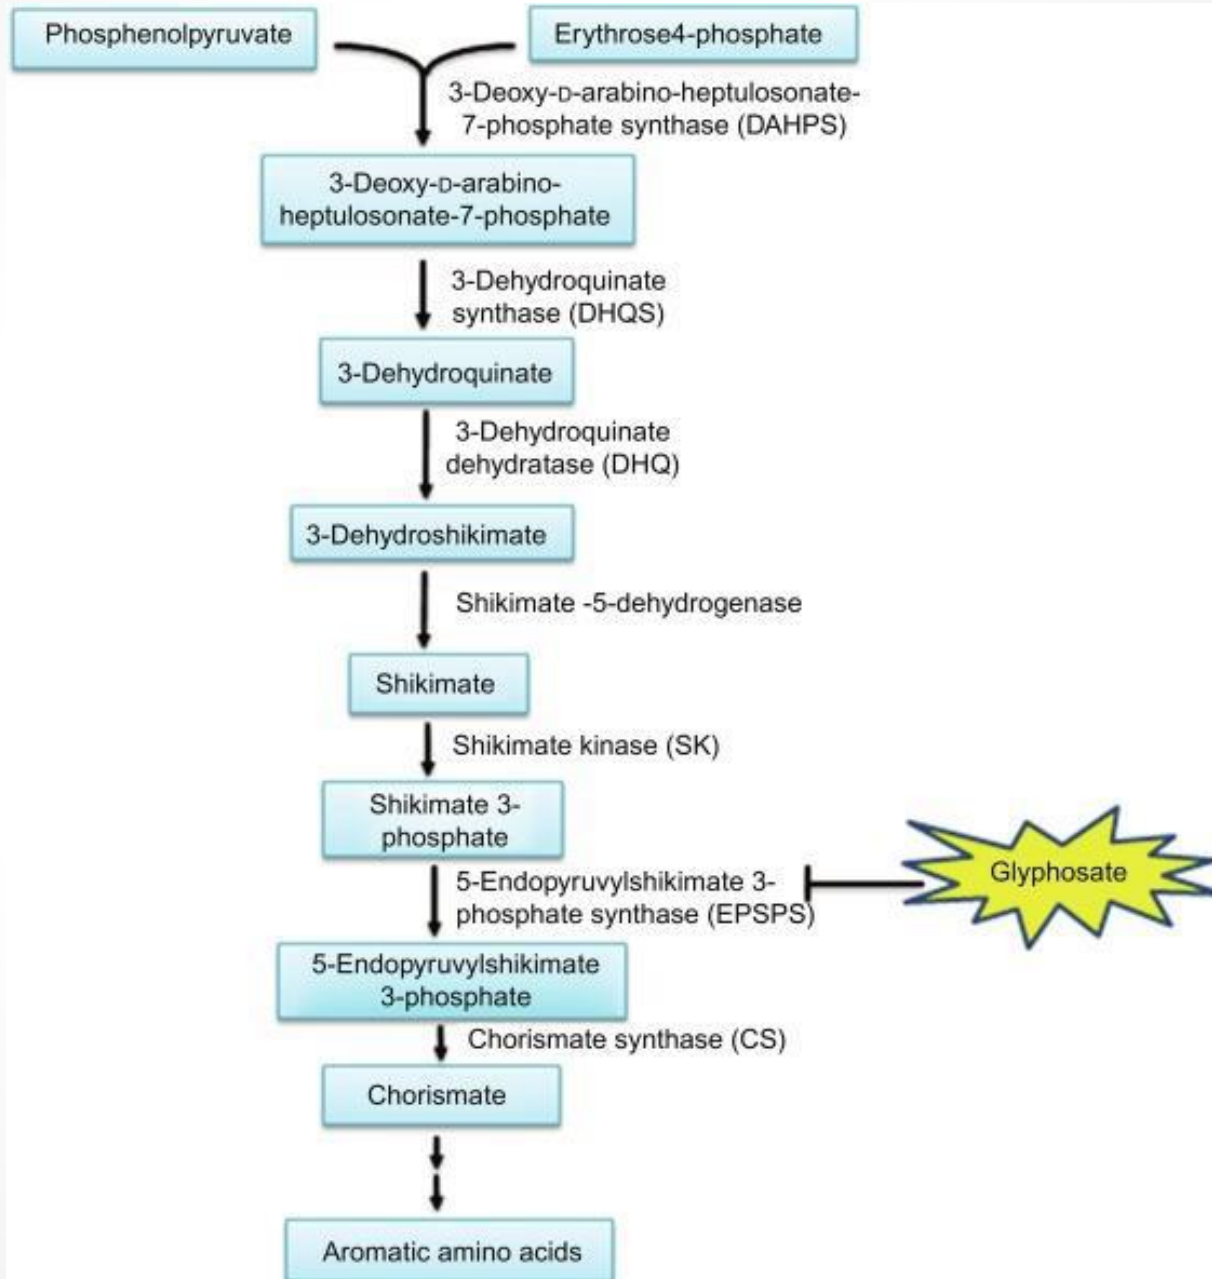 Phosphenolpyruvate
Erythrose4-phosphate
3-Deoxy-D-arabino-heptulosonate-
7-phosphate synthase (DAHPS)
3-Deoxy-D-arabino-
heptulosonate-7-phosphate
3-Dehydroquinate
synthase (DHQS)
3-Dehydroquinate
3-Dehydroquinate
dehydratase (DHQ)
3-Dehydroshikimate
Shikimate -5-dehydrogenase
Shikimate
Shikimate kinase (SK)
Shikimate 3-
phosphate
5-Endopyruvylshikimate 3-
phosphate synthase (EPSPS)
Glyphosate
5-Endopyruvylshikimate
3-phosphate
Chorismate synthase (CS)
Chorismate
Aromatic amino acids